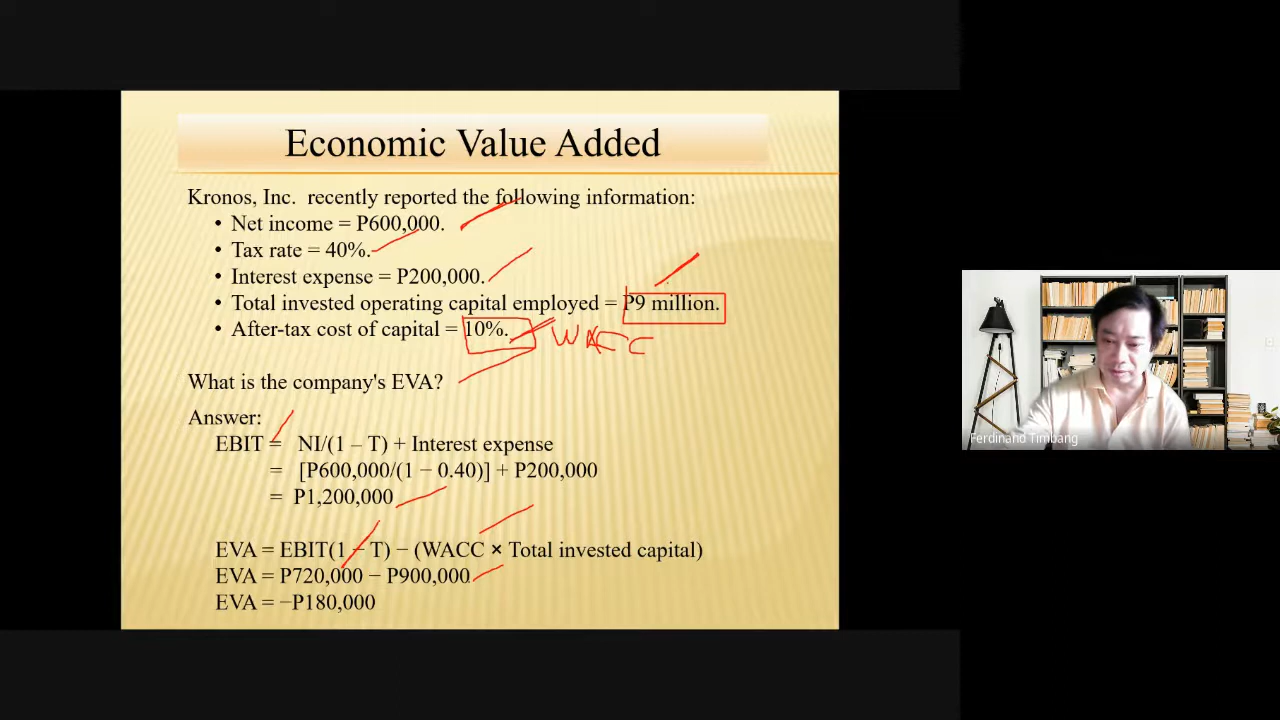 Economic Value Added
Kronos, Inc. recently reported the following information:
• Net income = P600,000.
• Tax rate = 40%.
• Interest expense = P200,000.
• Total invested operating capital employed = P9 million.
• After-tax cost of capital = 10%. WACC
What is the company's EVA?
Answer:
EBIT = NI/(1 – T) + Interest expense
= [P600,000/(1 − 0.40)] + P200,000
= P1,200,000
EVA = EBIT(1 − T) − (WACC × Total invested capital)
EVA = P720,000 − P900,000
EVA = −P180,000
Ferdinand Timbang